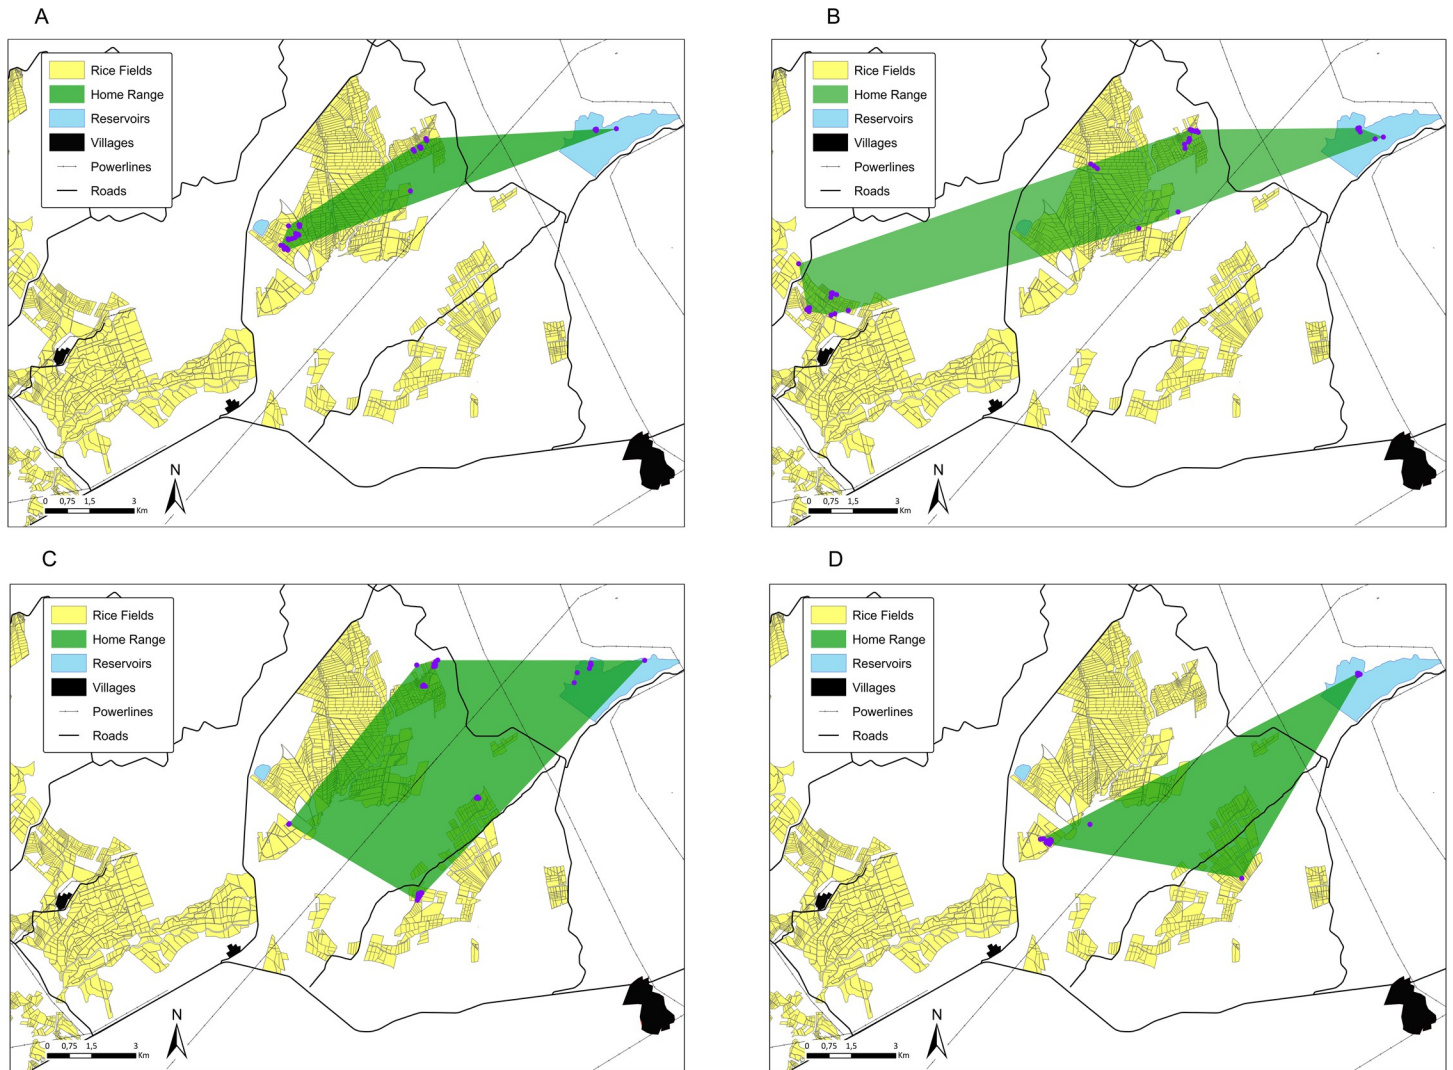 A
Rice Fields
Home Range
Reservoirs
Villages
Powerlines
Roads
N
0 0,75 1,5 3
Km
B
Rice Fields
Home Range
Reservoirs
Villages
Powerlines
Roads
N
0 0,75 1,5 3
Km
C
Rice Fields
Home Range
Reservoirs
Villages
Powerlines
Roads
N
0 0,75 1,5 3
Km
D
Rice Fields
Home Range
Reservoirs
Villages
Powerlines
Roads
N
0 0,75 1,5 3
Km